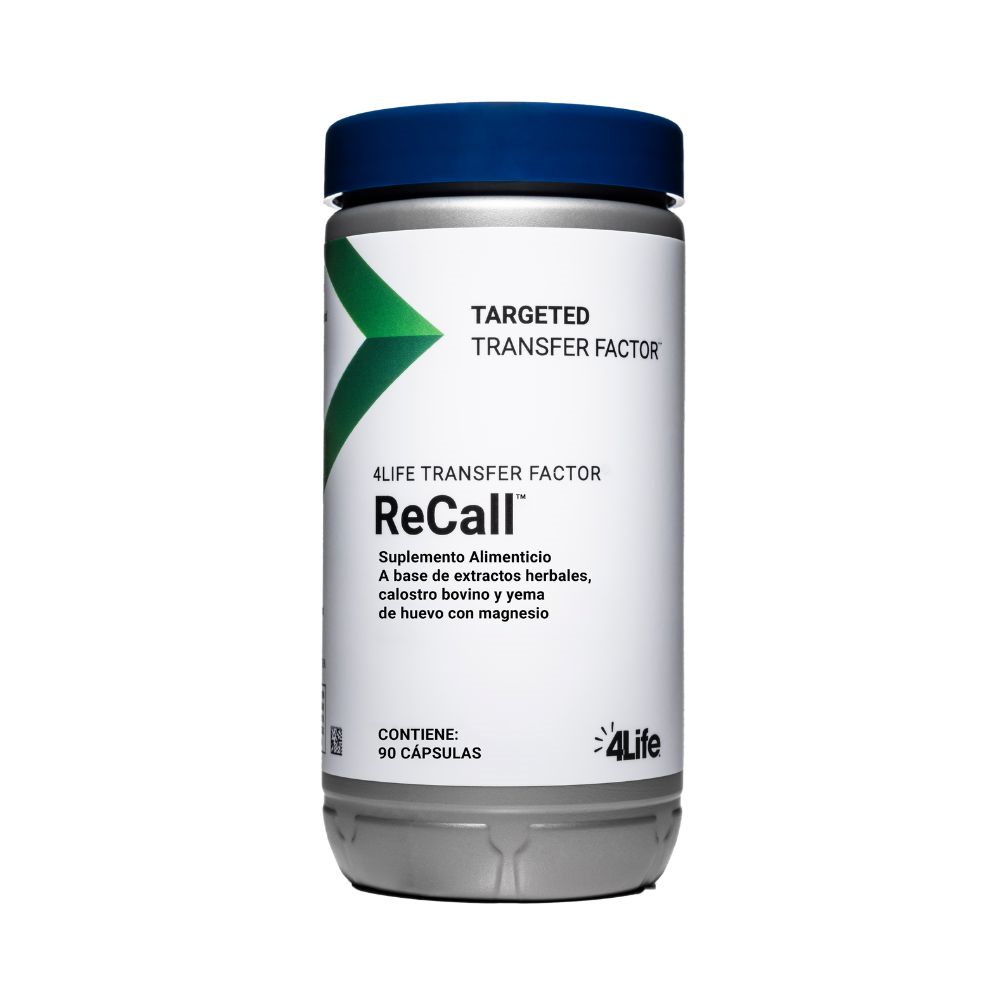 TARGETED
TRANSFER FACTOR™
4LIFE TRANSFER FACTOR
ReCall™
Suplemento Alimenticio
A base de extractos herbales,
calostro bovino y yema
de huevo con magnesio
CONTIENE:
90 CÁPSULAS
4Life